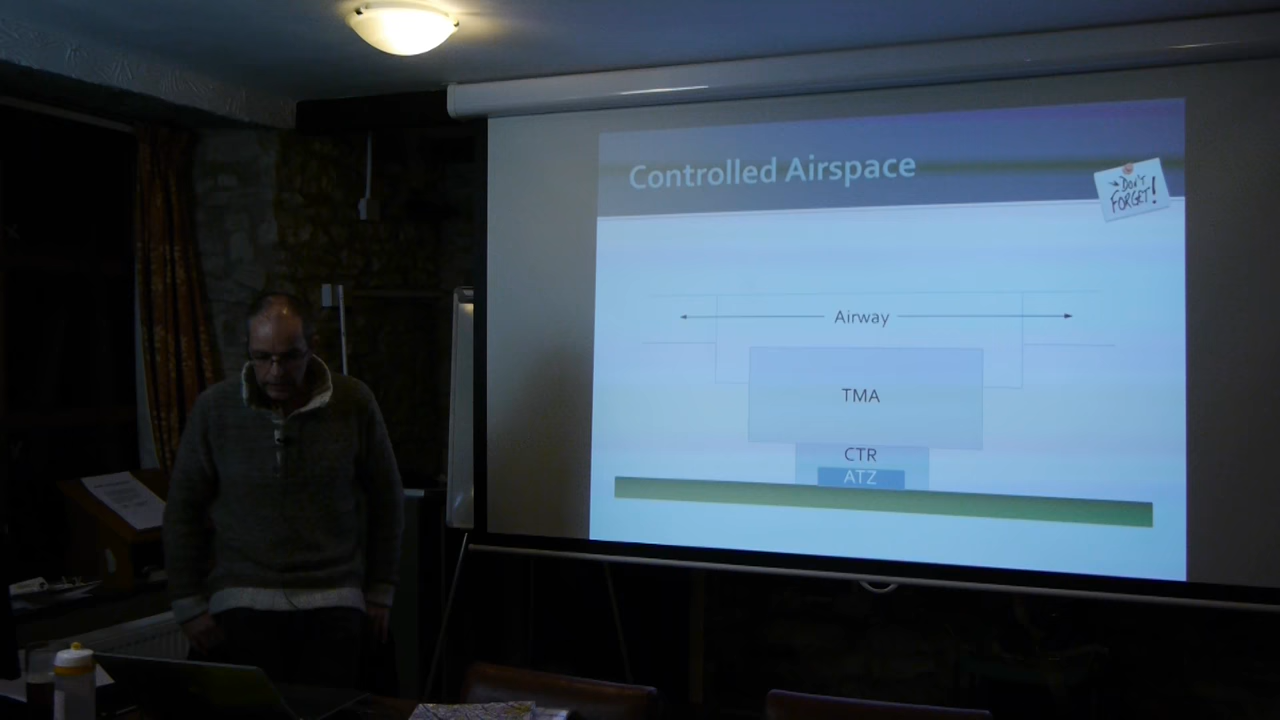 Controlled Airspace
DON'T
FORGET!
Airway
TMA
CTR
ATZ